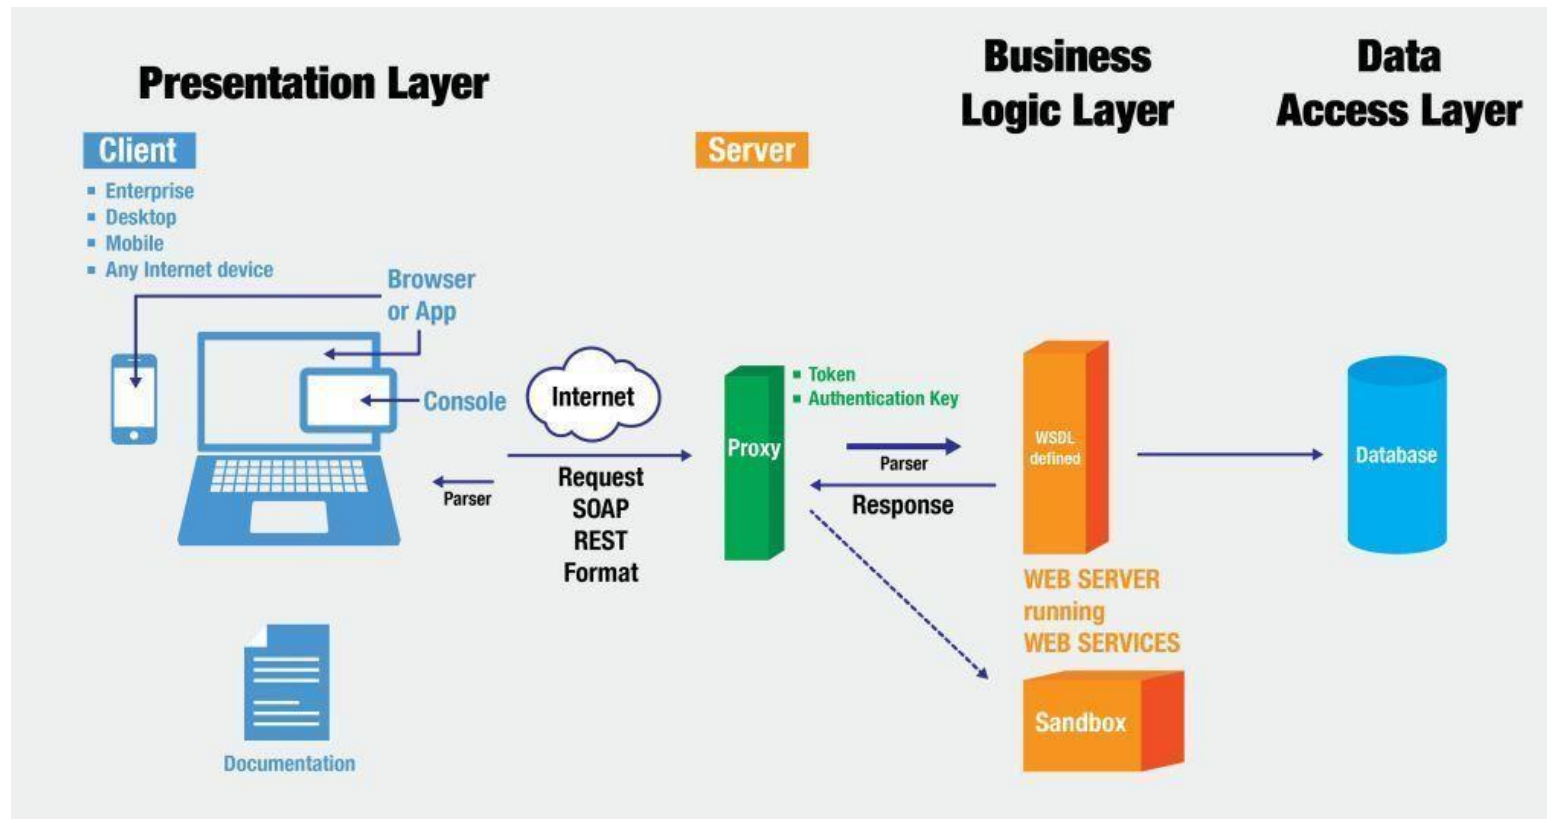 Presentation Layer
Business
Logic Layer
Data
Access Layer
Client
Enterprise
Desktop
Mobile
Any Internet device
Server
Browser
or App
Console
Internet
Parser
Request
SOAP
REST
Format
Proxy
Token
Authentication Key
Parser
Response
WSDL
defined
WEB SERVER
running
WEB SERVICES
Sandbox
Database
Documentation